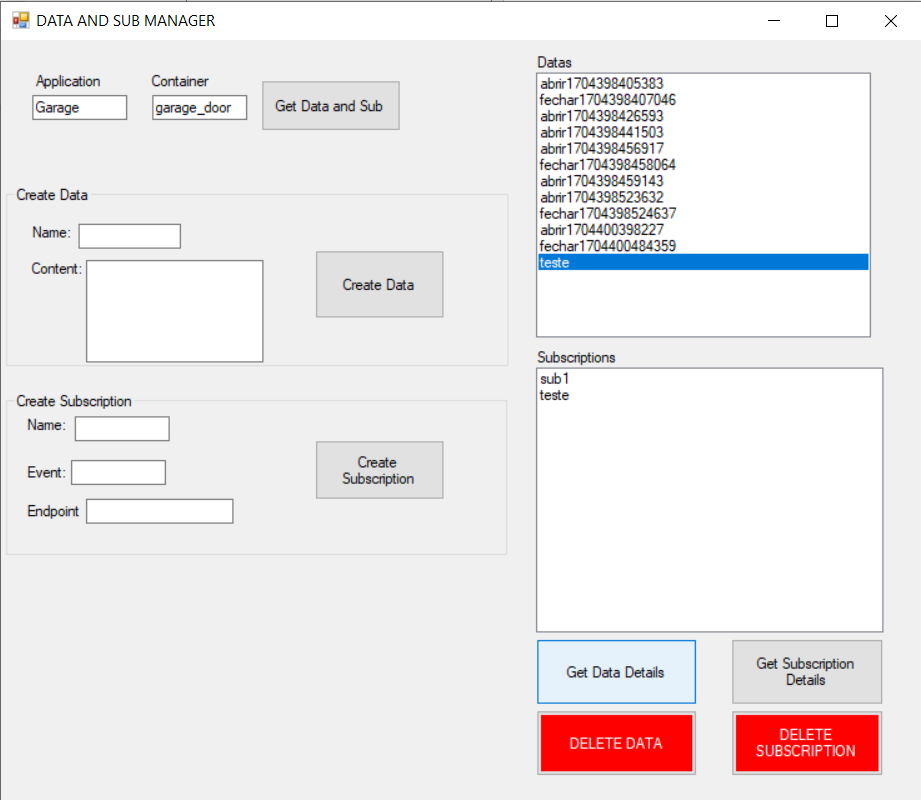 DATA AND SUB MANAGER
Application
Container
Garage
garage_door
Get Data and Sub
Create Data
Name:
Content:
Create Data
Create Subscription
Name:
Event:
Endpoint
Create
Subscription
Datas
abrir1704398405383
fechar1704398407046
abrir1704398426593
abrir1704398441503
abrir1704398456917
fechar1704398458064
abrir1704398459143
abrir1704398523632
fechar1704398524637
abrir1704400398227
fechar1704400484359
teste
Subscriptions
sub1
teste
Get Data Details
Get Subscription
Details
DELETE DATA
DELETE
SUBSCRIPTION